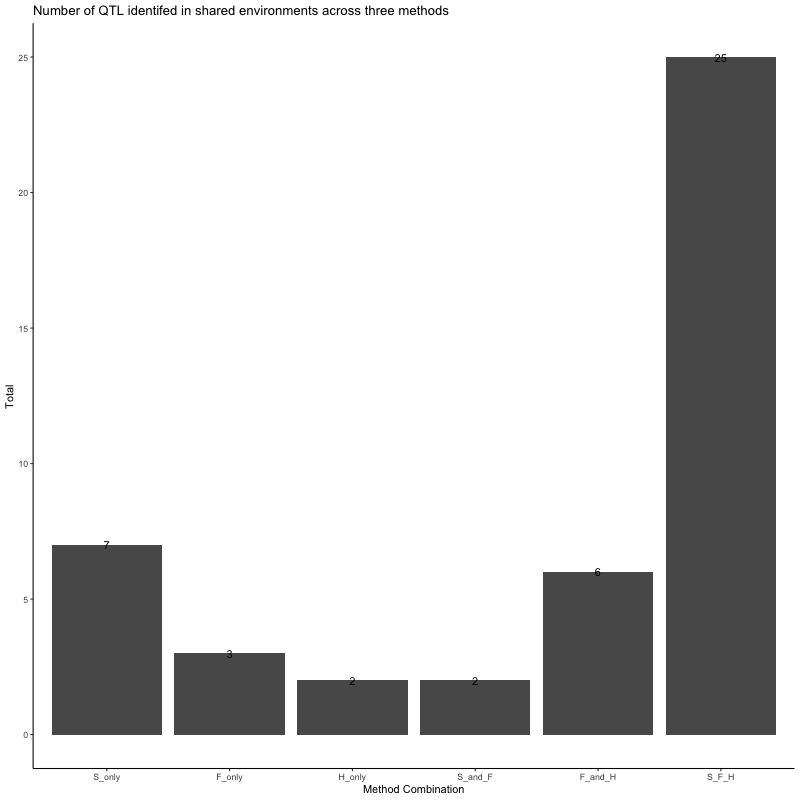 Number of QTL identifed in shared environments across three methods
25
20
15
10
5
0
Total
7
3
2
2
6
25
S_only
F_only
H_only
S_and_F
F_and_H
S_F_H
Method Combination